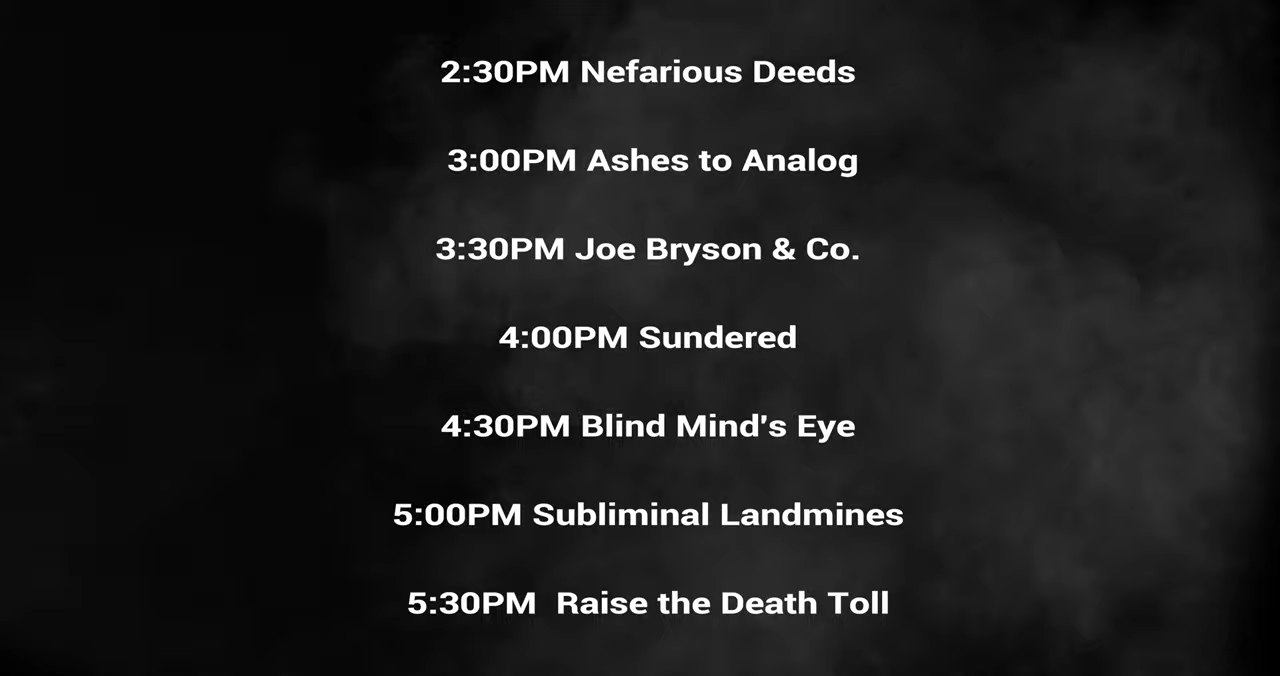 2:30PM Nefarious Deeds
3:00PM Ashes to Analog
3:30PM Joe Bryson & Co.
4:00PM Sundered
4:30PM Blind Mind's Eye
5:00PM Subliminal Landmines
5:30PM  Raise the Death Toll